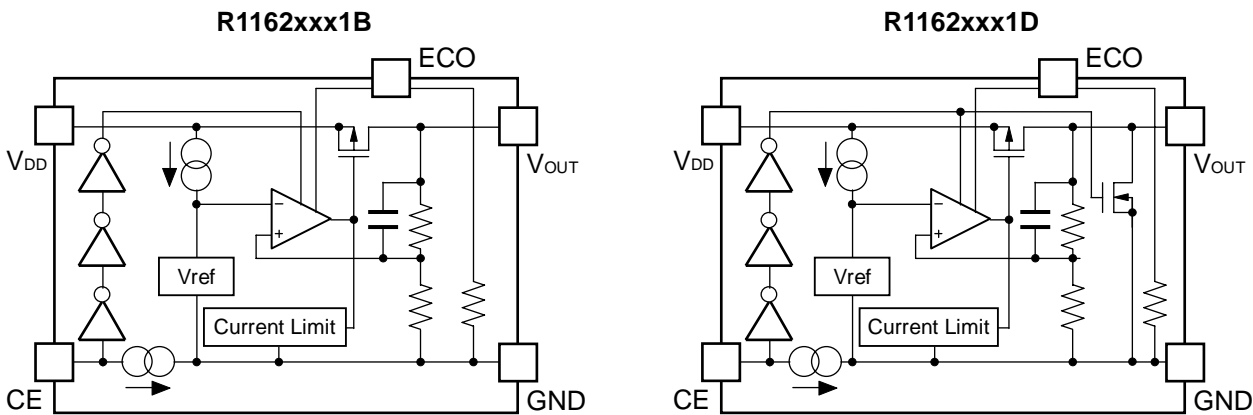 R1162xxx1B
ECO
VDD
VOUT
−
+
Vref
Current Limit
CE
GND
R1162xxx1D
ECO
VDD
VOUT
−
+
Vref
Current Limit
CE
GND